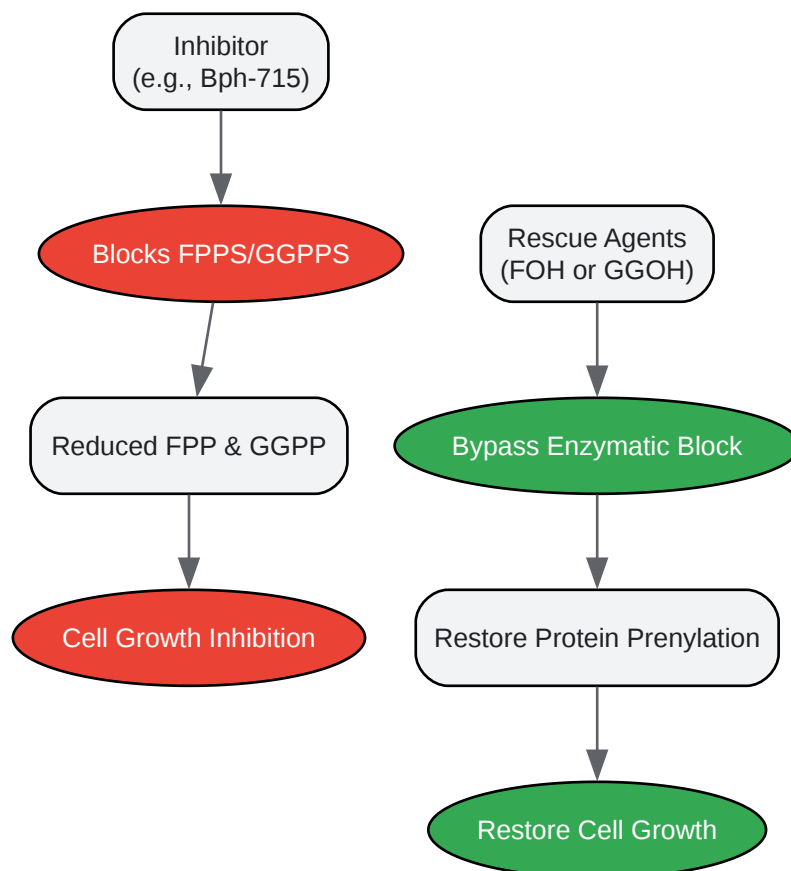 Inhibitor
(e.g., Bph-715)
Blocks FPPS/GGPPS
Reduced FPP & GGPP
Cell Growth Inhibition
Rescue Agents
(FOH or GGOH)
Bypass Enzymatic Block
Restore Protein Prenylation
Restore Cell Growth